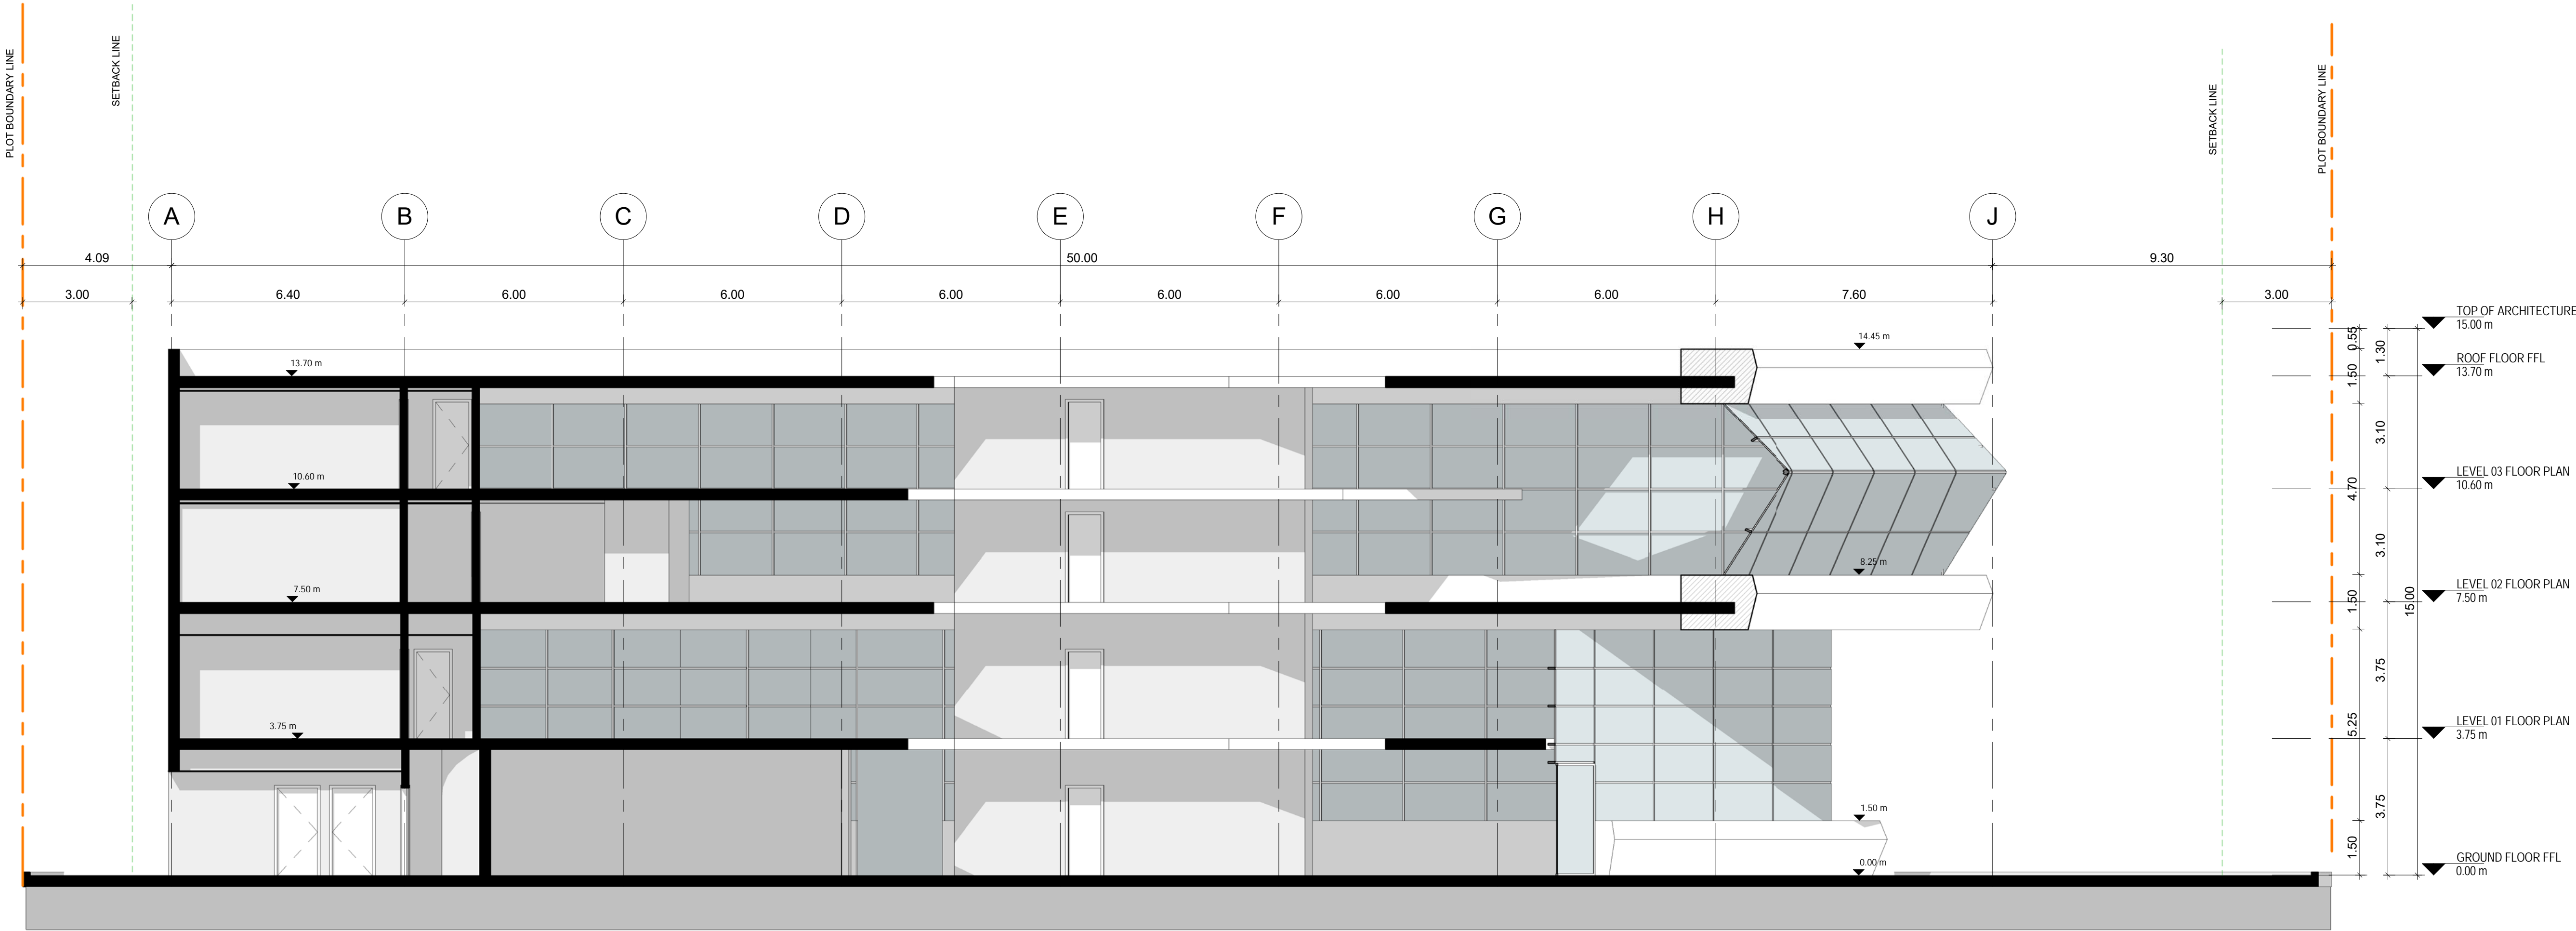 PLOT BOUNDARY LINE
SETBACK LINE
SETBACK LINE
PLOT BOUNDARY LINE
A
B
C
D
E
F
G
H
J
4.09
50.00
9.30
3.00
6.40
6.00
6.00
6.00
6.00
6.00
6.00
7.60
3.00
TOP OF ARCHITECTURE
15.00 m
ROOF FLOOR FFL
13.70 m
LEVEL 03 FLOOR PLAN
10.60 m
LEVEL 02 FLOOR PLAN
7.50 m
LEVEL 01 FLOOR PLAN
3.75 m
GROUND FLOOR FFL
0.00 m
13.70 m
10.60 m
7.50 m
3.75 m
14.45 m
8.25 m
1.50 m
0.00 m
0.55
1.50
4.70
1.50
5.25
1.50
1.30
3.10
3.10
3.75
3.75
15.00